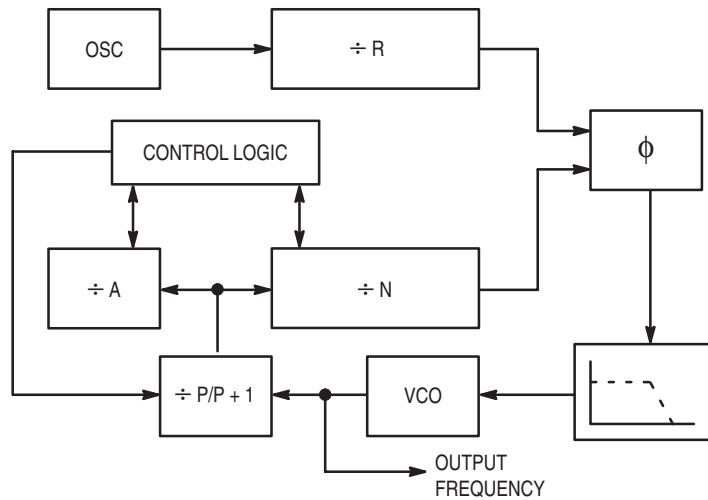 OSC
÷ R
CONTROL LOGIC
ϕ
÷ A
÷ N
÷ P/P + 1
VCO
OUTPUT
FREQUENCY